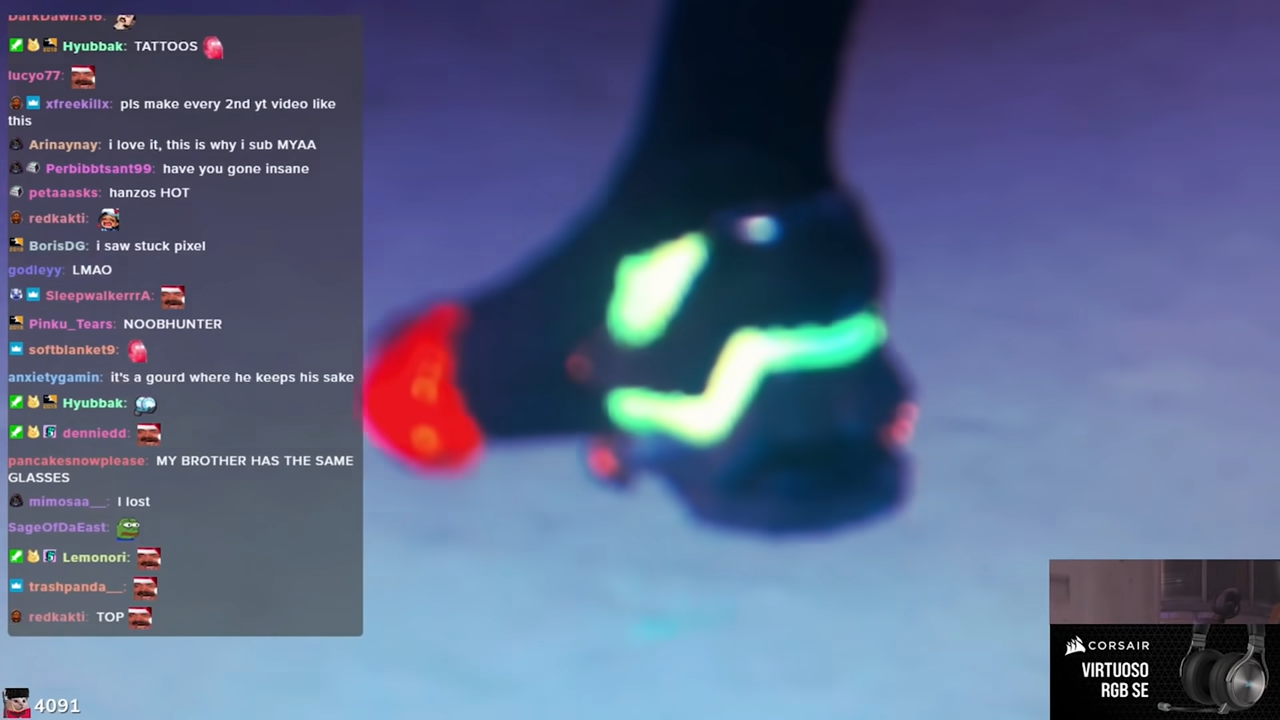 DarkDawn316:
Hyubbak: TATTOOS
lucyo77:
xfreekillx: pls make every 2nd yt video like
this
Arinaynay: i love it, this is why i sub MYAA
Perbibbtsant99: have you gone insane
petaaasks: hanzos HOT
redkakti:
BorisDG: i saw stuck pixel
godleyy: LMAO
SleepwalkerrrA:
Pinku_Tears: NOOBHUNTER
softblanket9:
anxietygamin: it's a gourd where he keeps his sake
Hyubbak:
denniedd:
pancakesnowplease: MY BROTHER HAS THE SAME
GLASSES
mimosaa__: I lost
SageOfDaEast:
Lemonori:
trashpanda__:
redkakti: TOP
4091
CORSAIR
VIRTUOSO
RGB SE